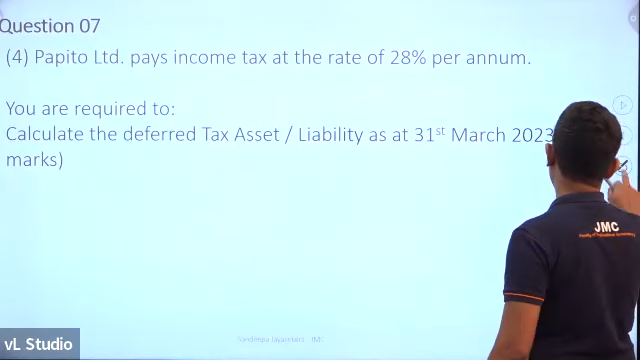 Question 07
(4) Papito Ltd. pays income tax at the rate of 28% per annum.
You are required to:
Calculate the deferred Tax Asset / Liability as at 31st March 2023
marks)
JMC
vL Studio
JMC